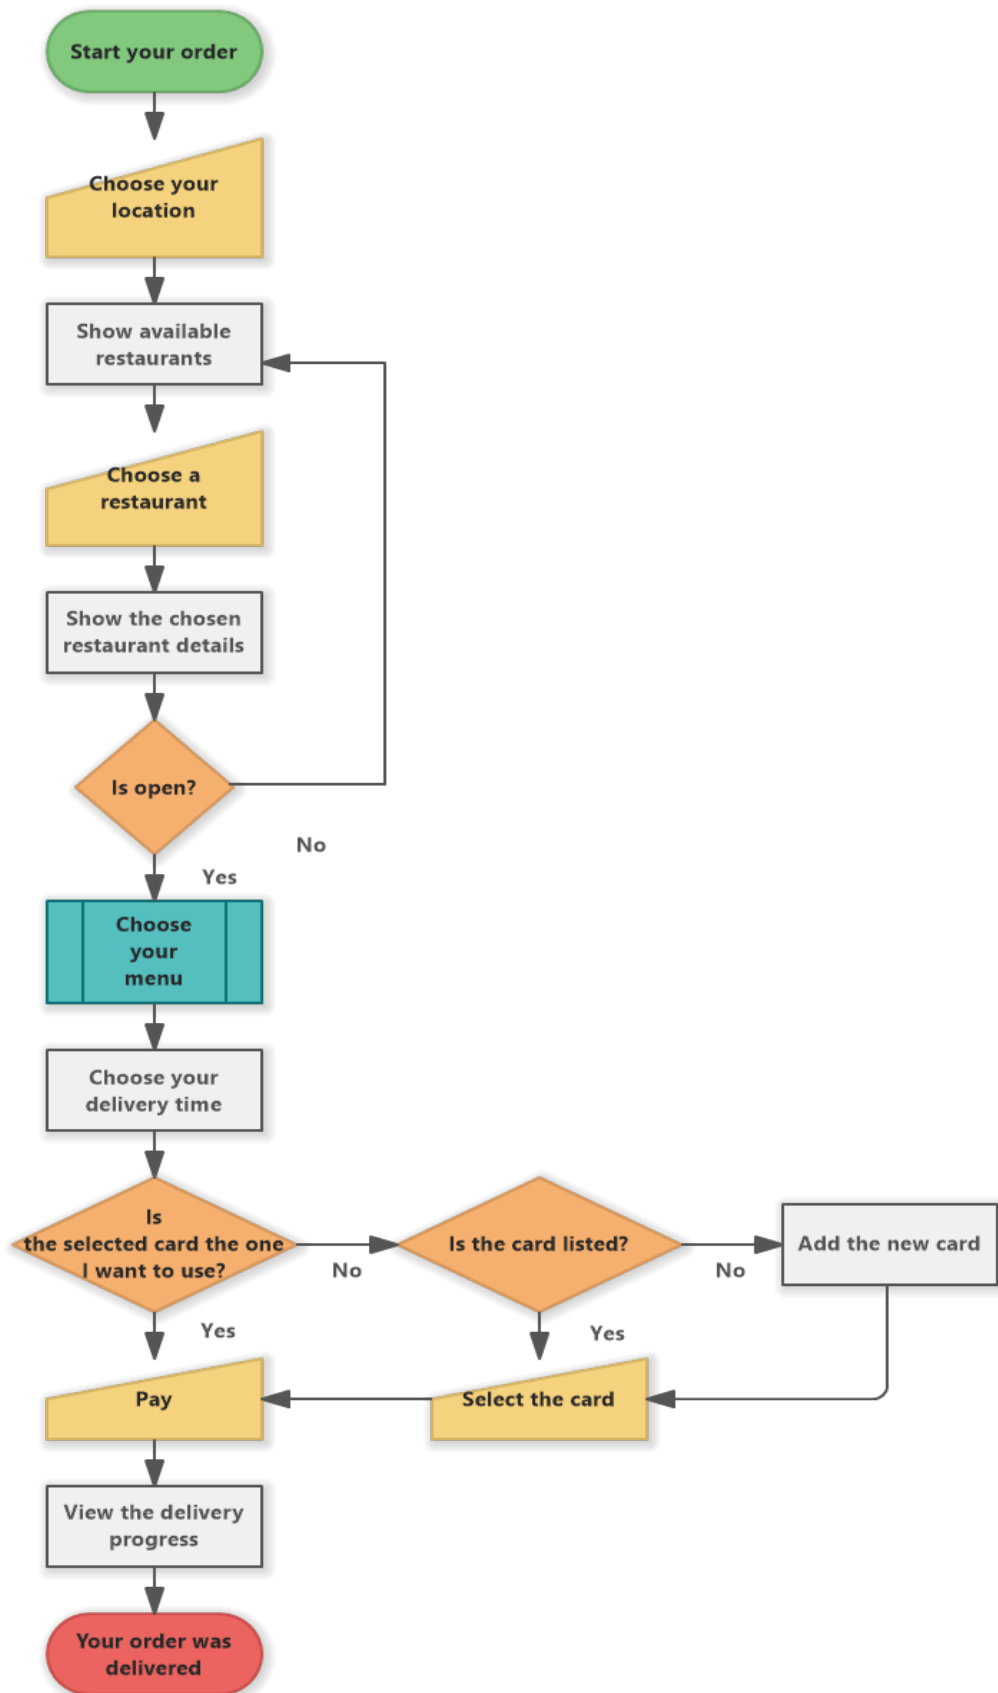 Start your order
Choose your
location
Show available
restaurants
Choose a
restaurant
Show the chosen
restaurant details
Is open?
No
Yes
Choose
your
menu
Choose your
delivery time
Is
the selected card the one
I want to use?
No
Is the card listed?
No
Add the new card
Yes
Yes
Pay
Select the card
View the delivery
progress
Your order was
delivered